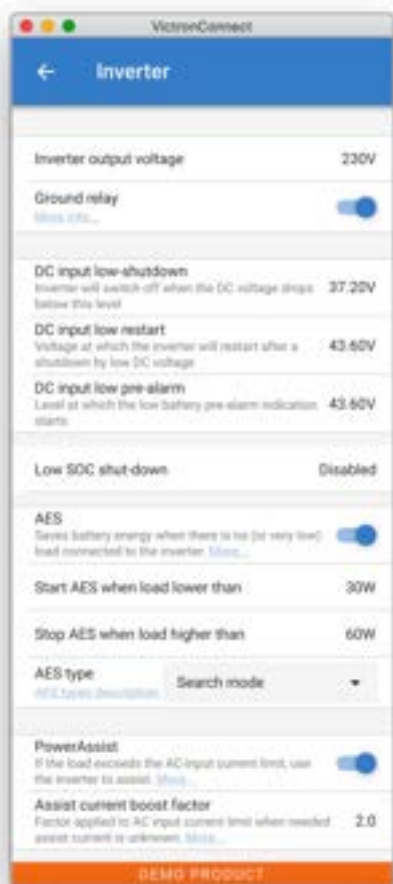 VictronConnect
Inverter
Inverter output voltage 230V
Ground relay
More info...
DC input low-shutdown
Inverter will switch off when the DC voltage drops 37.20V
below this level
DC input low restart
Voltage at which the inverter will restart after a 43.60V
shutdown by low DC voltage
DC input low pre-alarm
Level at which the low battery pre-alarm indication 43.60V
starts
Low SOC shut-down Disabled
AES
Saves battery energy when there is no (or very low)
load connected to the inverter. More...
Start AES when load lower than 30W
Stop AES when load higher than 60W
AES type Search mode
AES types description
PowerAssist
If the load exceeds the AC-input current limit, use
the inverter to assist. More...
Assist current boost factor
Factor applied to AC input current limit when needed 2.0
assist current is unknown. More...
DEMO PRODUCT